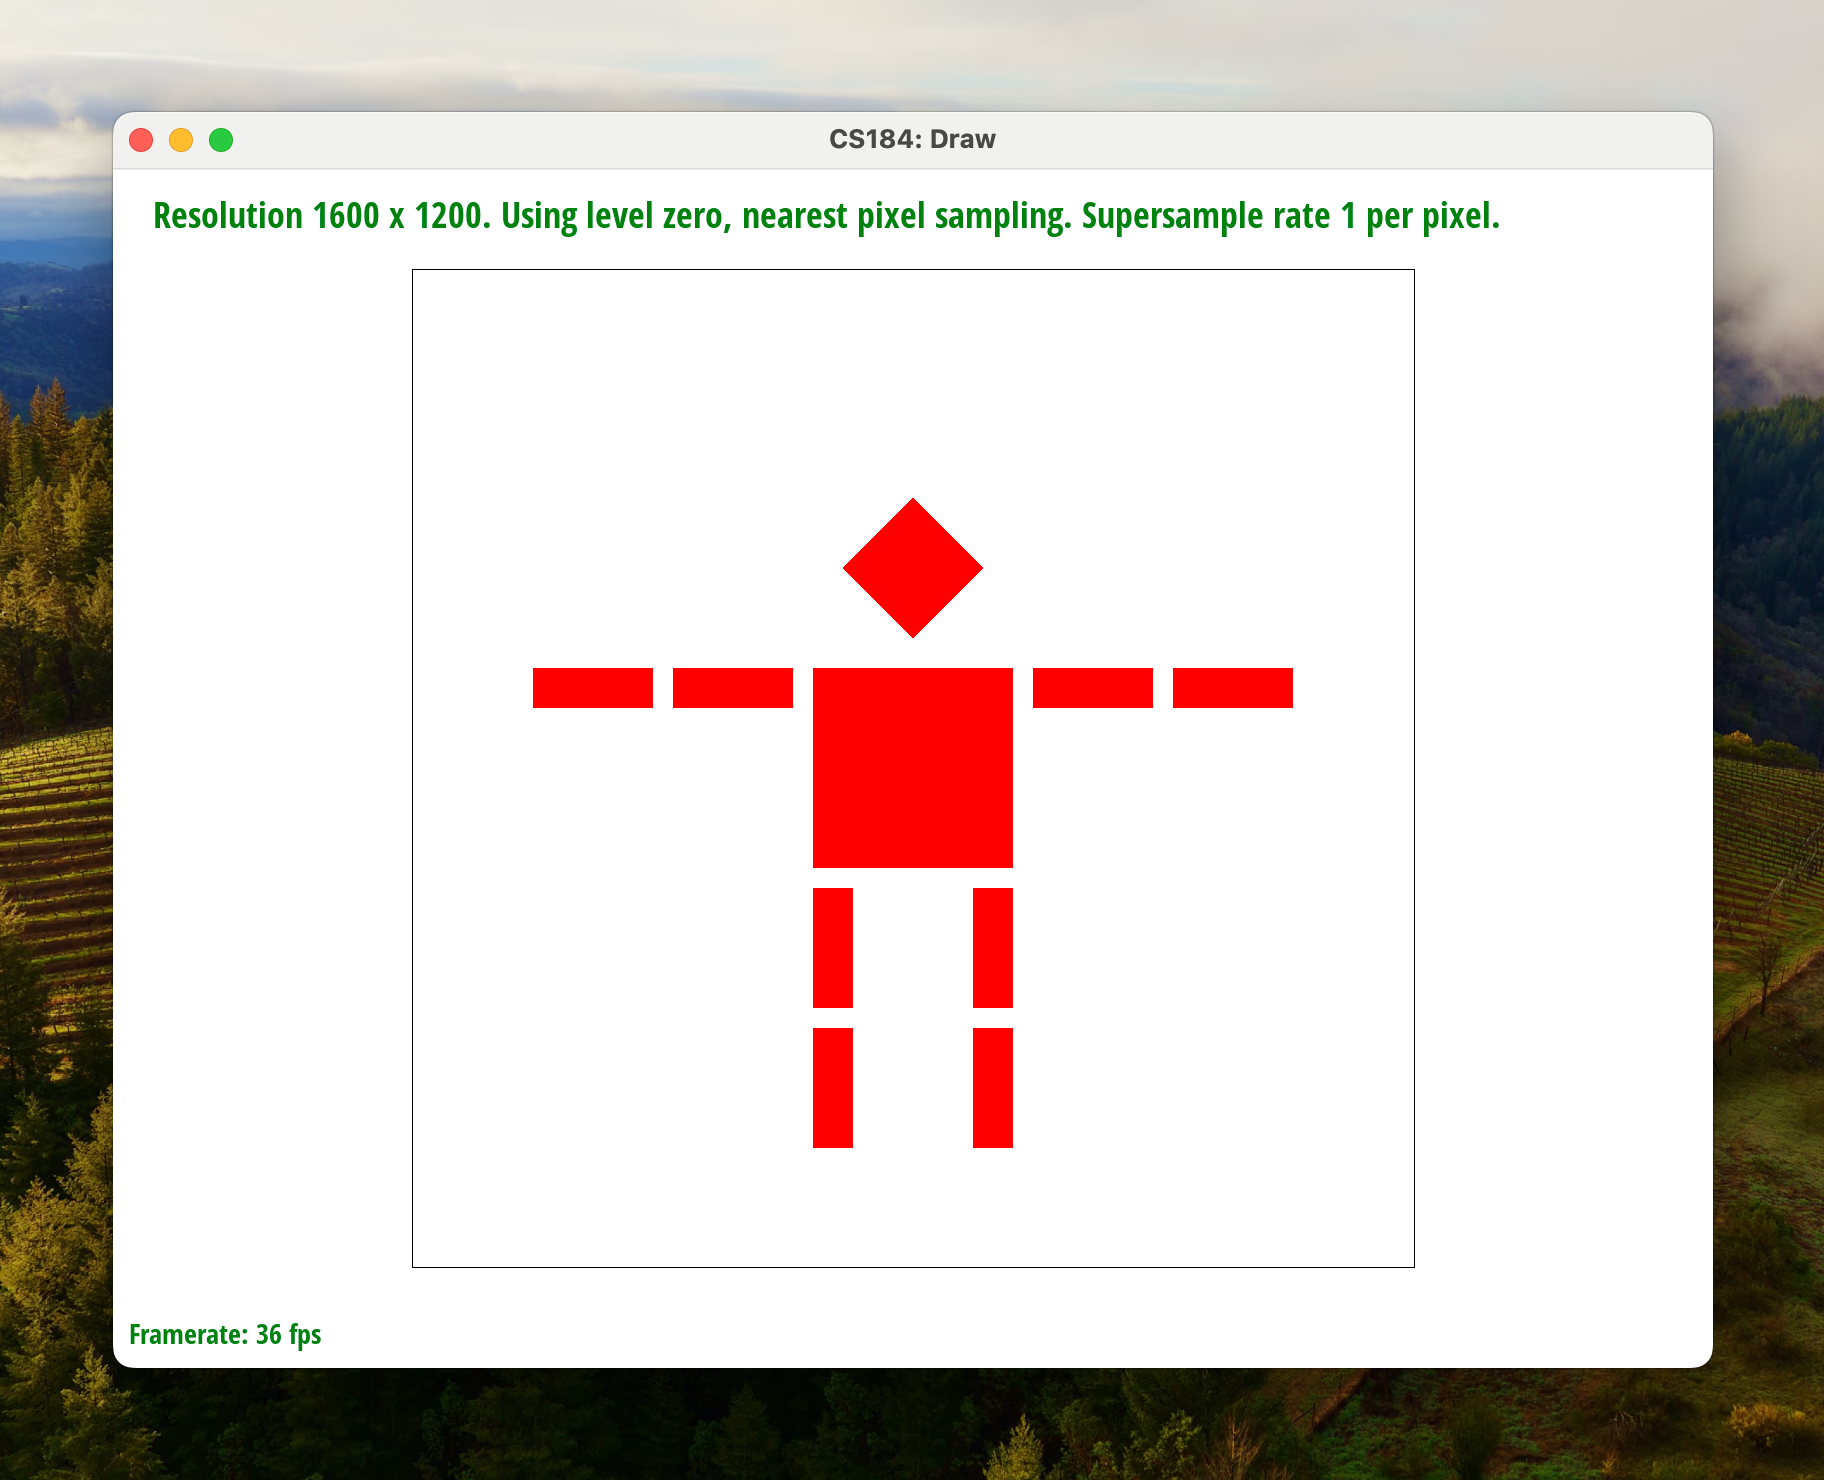 CS184: Draw
Resolution 1600 x 1200. Using level zero, nearest pixel sampling. Supersample rate 1 per pixel.
Framerate: 36 fps